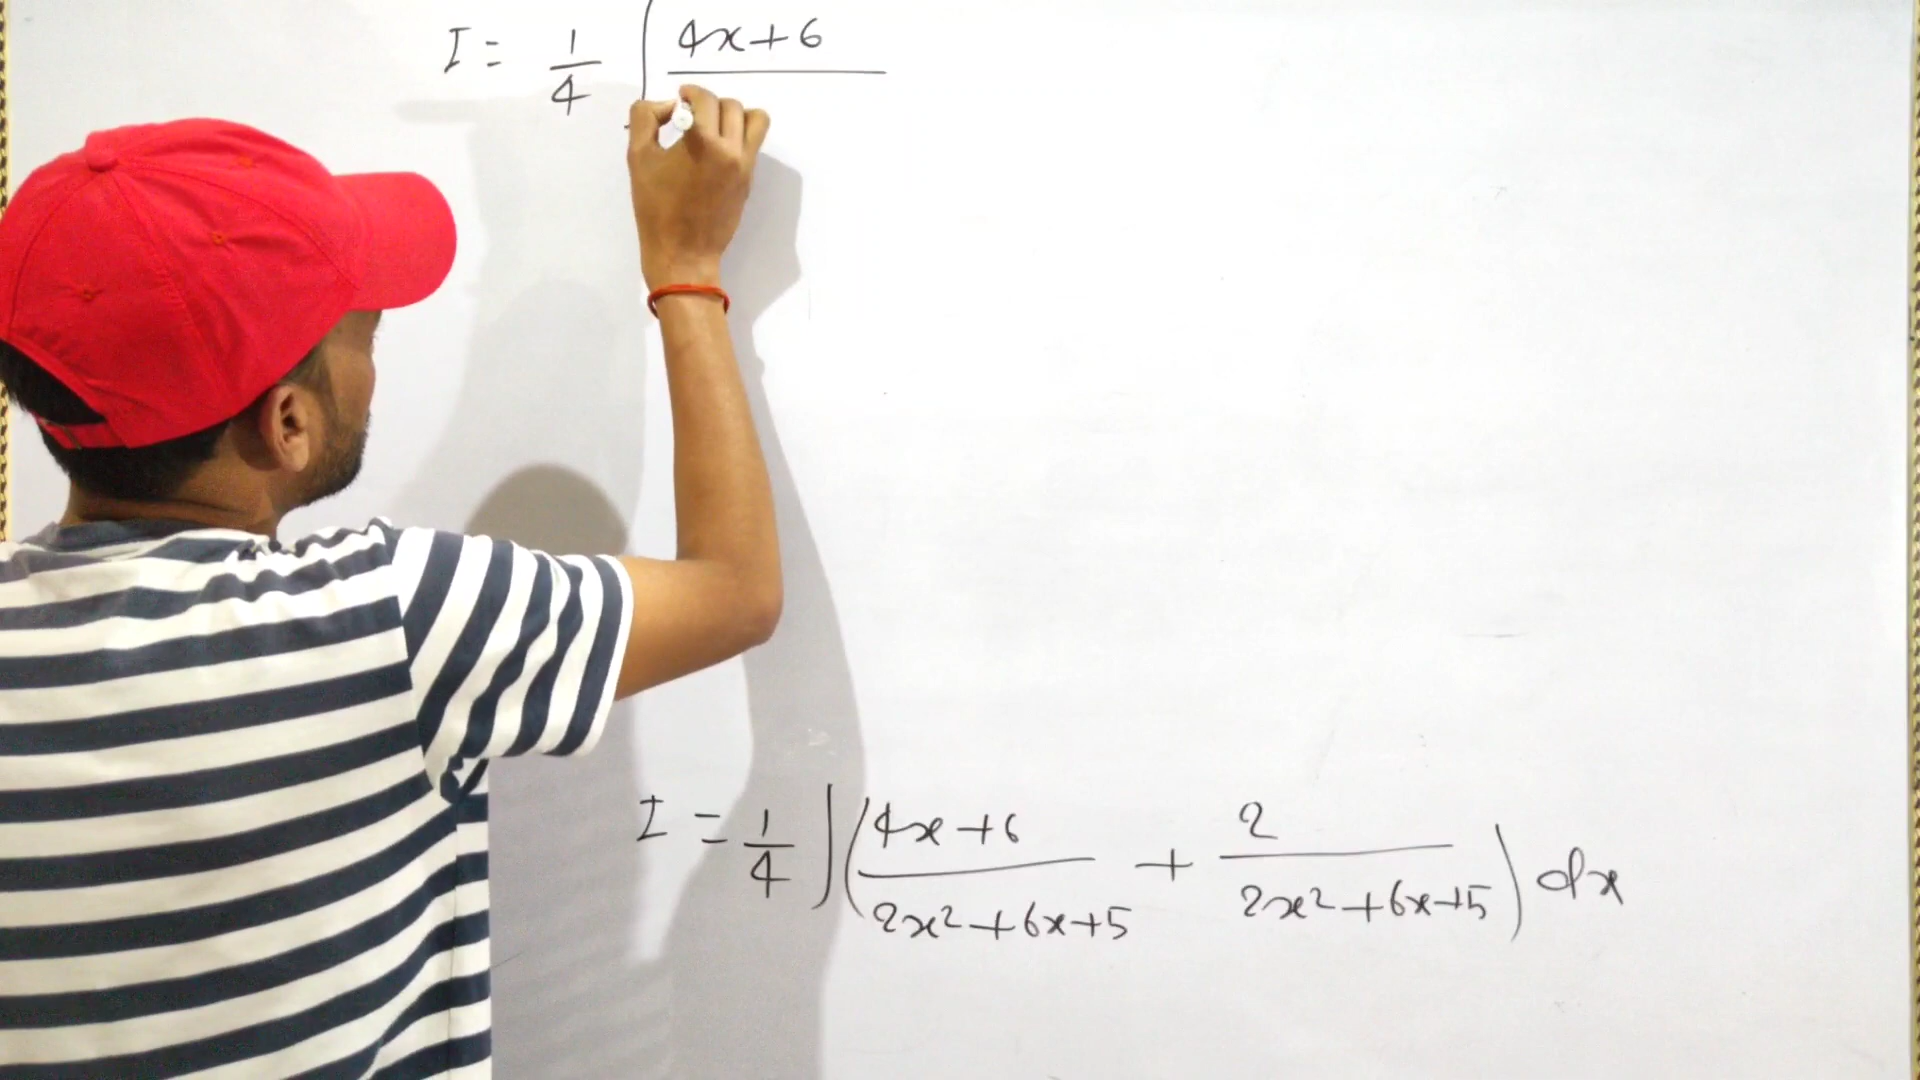 I = 1/4 ∫ (4x+6)/
I = 1/4 ∫ ( (4x+6)/(2x²+6x+5) + 2/(2x²+6x+5) ) dx